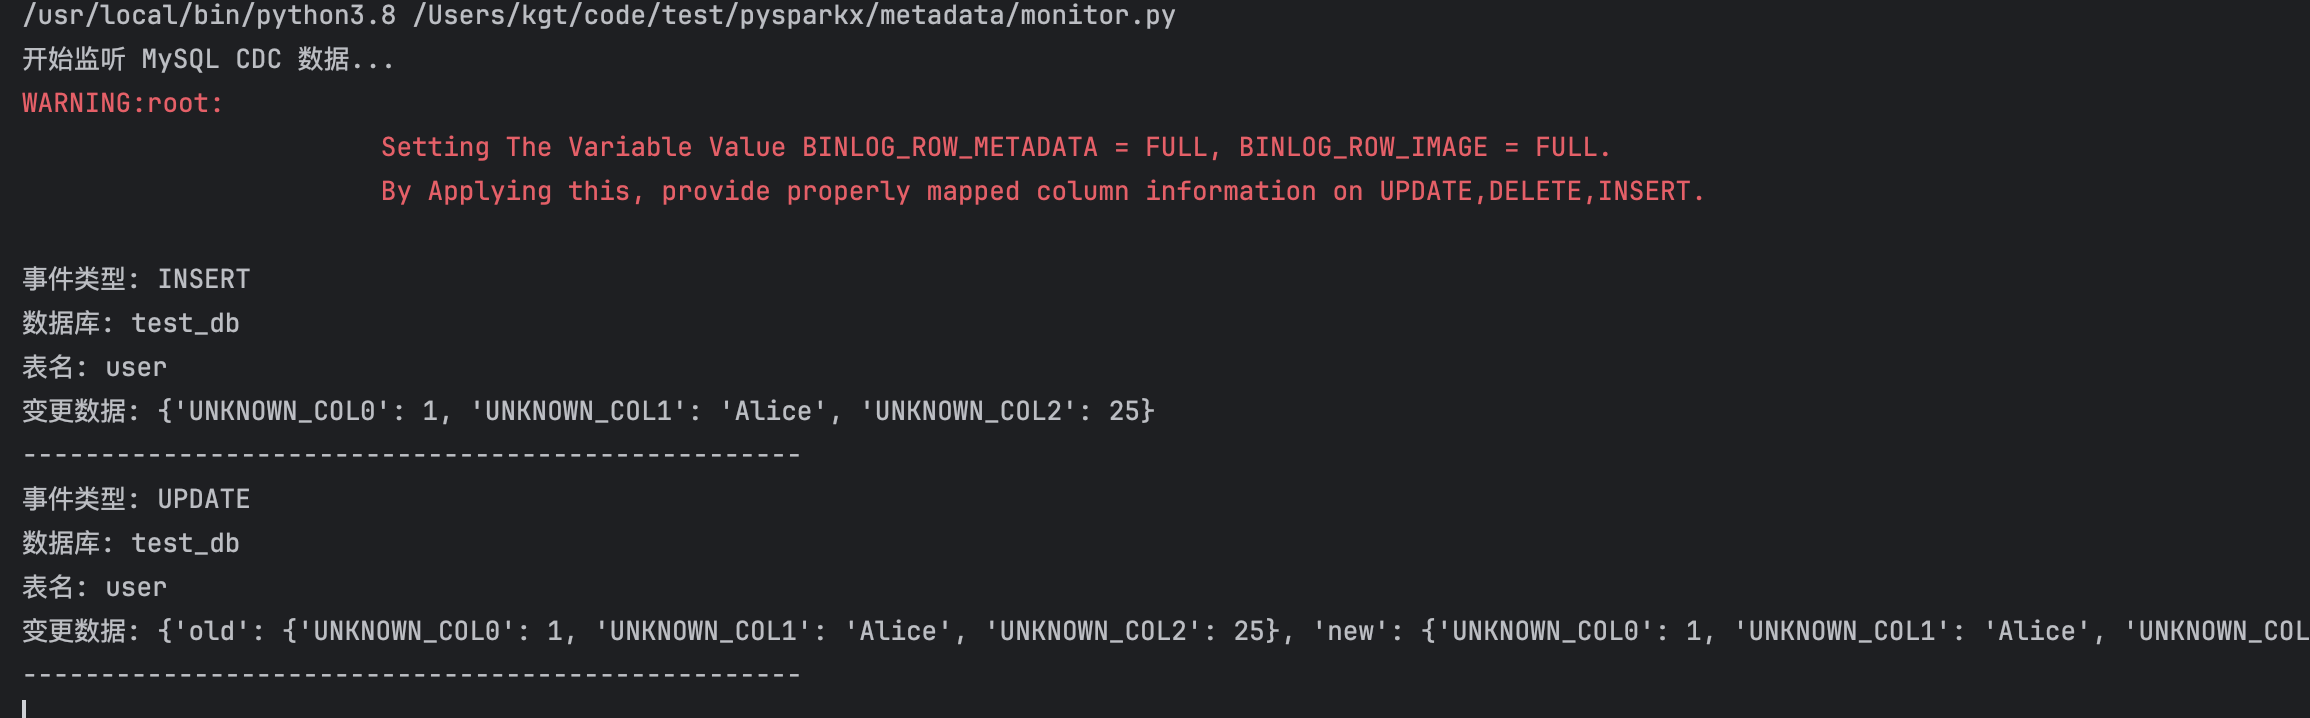 /usr/local/bin/python3.8 /Users/kgt/code/test/pysparkx/metadata/monitor.py
开始监听 MySQL CDC 数据...
WARNING:root:
Setting The Variable Value BINLOG_ROW_METADATA = FULL, BINLOG_ROW_IMAGE = FULL.
By Applying this, provide properly mapped column information on UPDATE,DELETE,INSERT.
事件类型: INSERT
数据库: test_db
表名: user
变更数据: {'UNKNOWN_COL0': 1, 'UNKNOWN_COL1': 'Alice', 'UNKNOWN_COL2': 25}
--------------------------------------------------
事件类型: UPDATE
数据库: test_db
表名: user
变更数据: {'old': {'UNKNOWN_COL0': 1, 'UNKNOWN_COL1': 'Alice', 'UNKNOWN_COL2': 25}, 'new': {'UNKNOWN_COL0': 1, 'UNKNOWN_COL1': 'Alice', 'UNKNOWN_COL
--------------------------------------------------